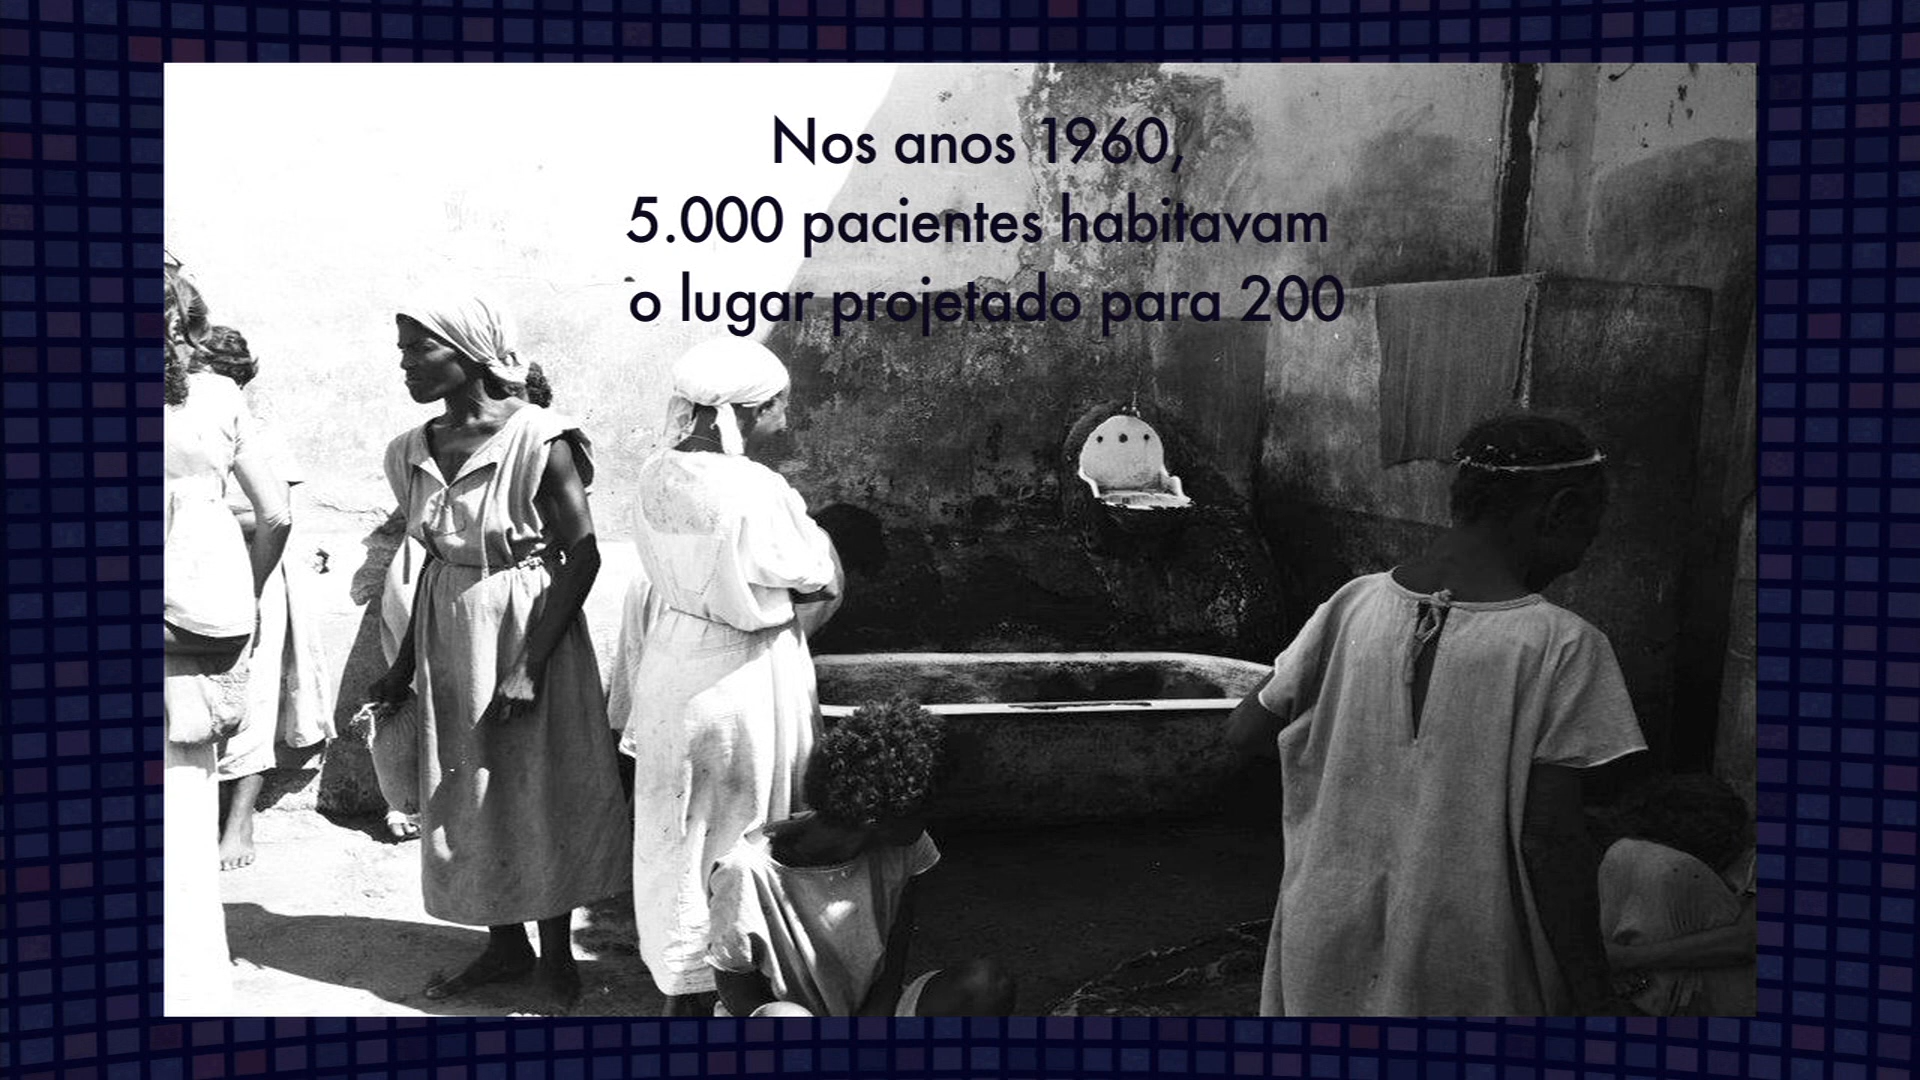 Nos anos 1960,
5.000 pacientes habitavam
o lugar projetado para 200